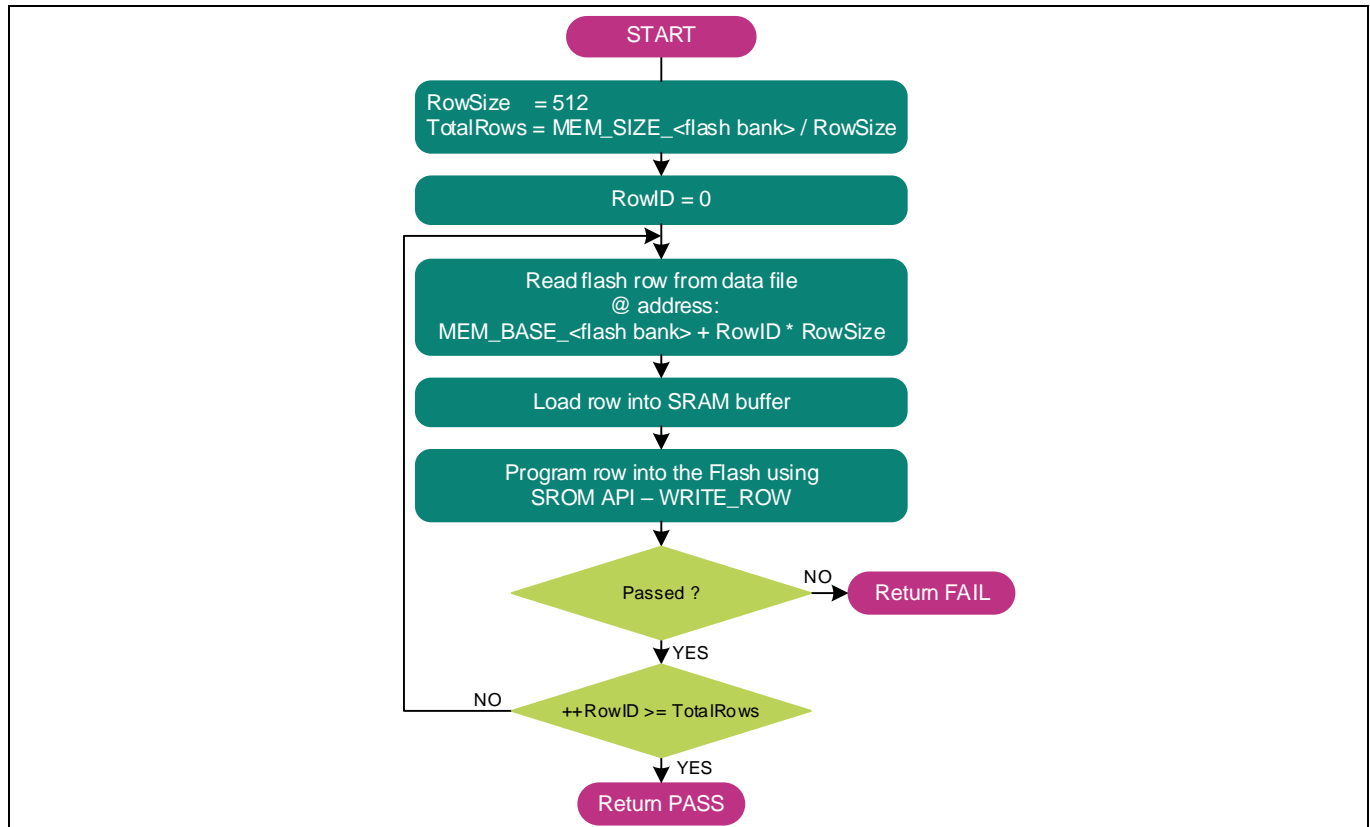 START
RowSize = 512
TotalRows = MEM_SIZE_<flash bank> / RowSize
RowID = 0
Read flash row from data file
@ address:
MEM_BASE_<flash bank> + RowID * RowSize
Load row into SRAM buffer
Program row into the Flash using
SROM API – WRITE_ROW
Passed ?
NO
Return FAIL
YES
NO
++RowID >= TotalRows
YES
Return PASS